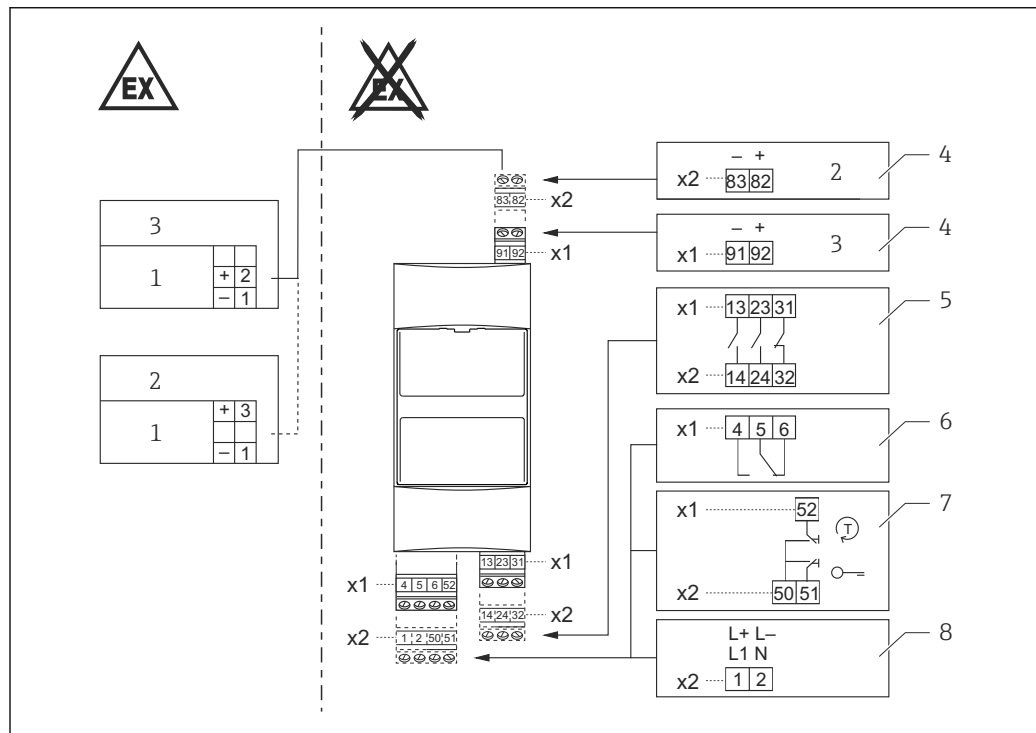 EX
EX
– +
x2 83 82 2
4
83 82 x2
– +
x1 91 92 3
4
91 92 x1
3
1
+ 2
– 1
x1 13 23 31
5
x2 14 24 32
2
1
+ 3
– 1
x1 4 5 6
6
x1 52
T
7
x2 50 51
13 23 31 x1
x1 4 5 6 52
14 24 32 x2
x2 1 2 50 51
L+ L–
L1 N
8
x2 1 2